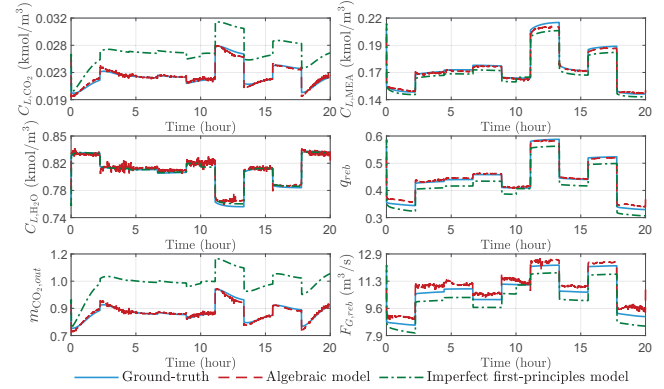 0.032
0.028
0.023
0.019
C_{L,CO_2} (kmol/m^3)
0 5 10 15 20
Time (hour)
0.22
0.19
0.17
0.14
C_{L,MEA} (kmol/m^3)
0 5 10 15 20
Time (hour)
0.85
0.82
0.78
0.74
C_{L,H_2O} (kmol/m^3)
0 5 10 15 20
Time (hour)
0.6
0.5
0.4
0.3
q_{reb}
0 5 10 15 20
Time (hour)
1.2
1.0
0.9
0.7
m_{CO_2,out}
0 5 10 15 20
Time (hour)
12.9
11.3
9.6
7.9
F_{G,reb} (m^3/s)
0 5 10 15 20
Time (hour)
Ground-truth Algebraic model Imperfect first-principles model